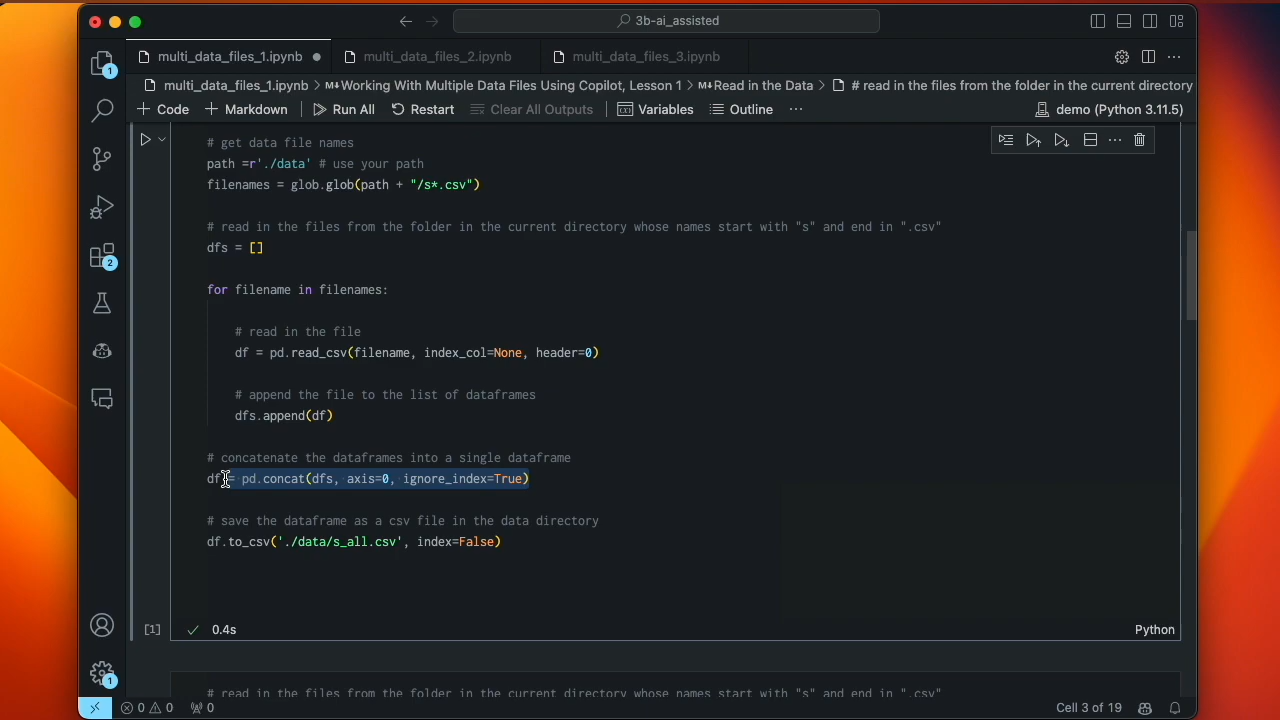 3b-ai_assisted
multi_data_files_1.ipynb
multi_data_files_2.ipynb
multi_data_files_3.ipynb
multi_data_files_1.ipynb > M↓Working With Multiple Data Files Using Copilot, Lesson 1 > M↓Read in the Data > # read in the files from the folder in the current directory
+ Code + Markdown Run All Restart Clear All Outputs Variables Outline ··· demo (Python 3.11.5)
# get data file names
path =r'./data' # use your path
filenames = glob.glob(path + "/s*.csv")
# read in the files from the folder in the current directory whose names start with "s" and end in ".csv"
dfs = []
for filename in filenames:
# read in the file
df = pd.read_csv(filename, index_col=None, header=0)
# append the file to the list of dataframes
dfs.append(df)
# concatenate the dataframes into a single dataframe
df = pd.concat(dfs, axis=0, ignore_index=True)
# save the dataframe as a csv file in the data directory
df.to_csv('./data/s_all.csv', index=False)
[1] ✓ 0.4s Python
# read in the files from the folder in the current directory whose names start with "s" and end in ".csv"
1
2
1
0 0 0 Cell 3 of 19